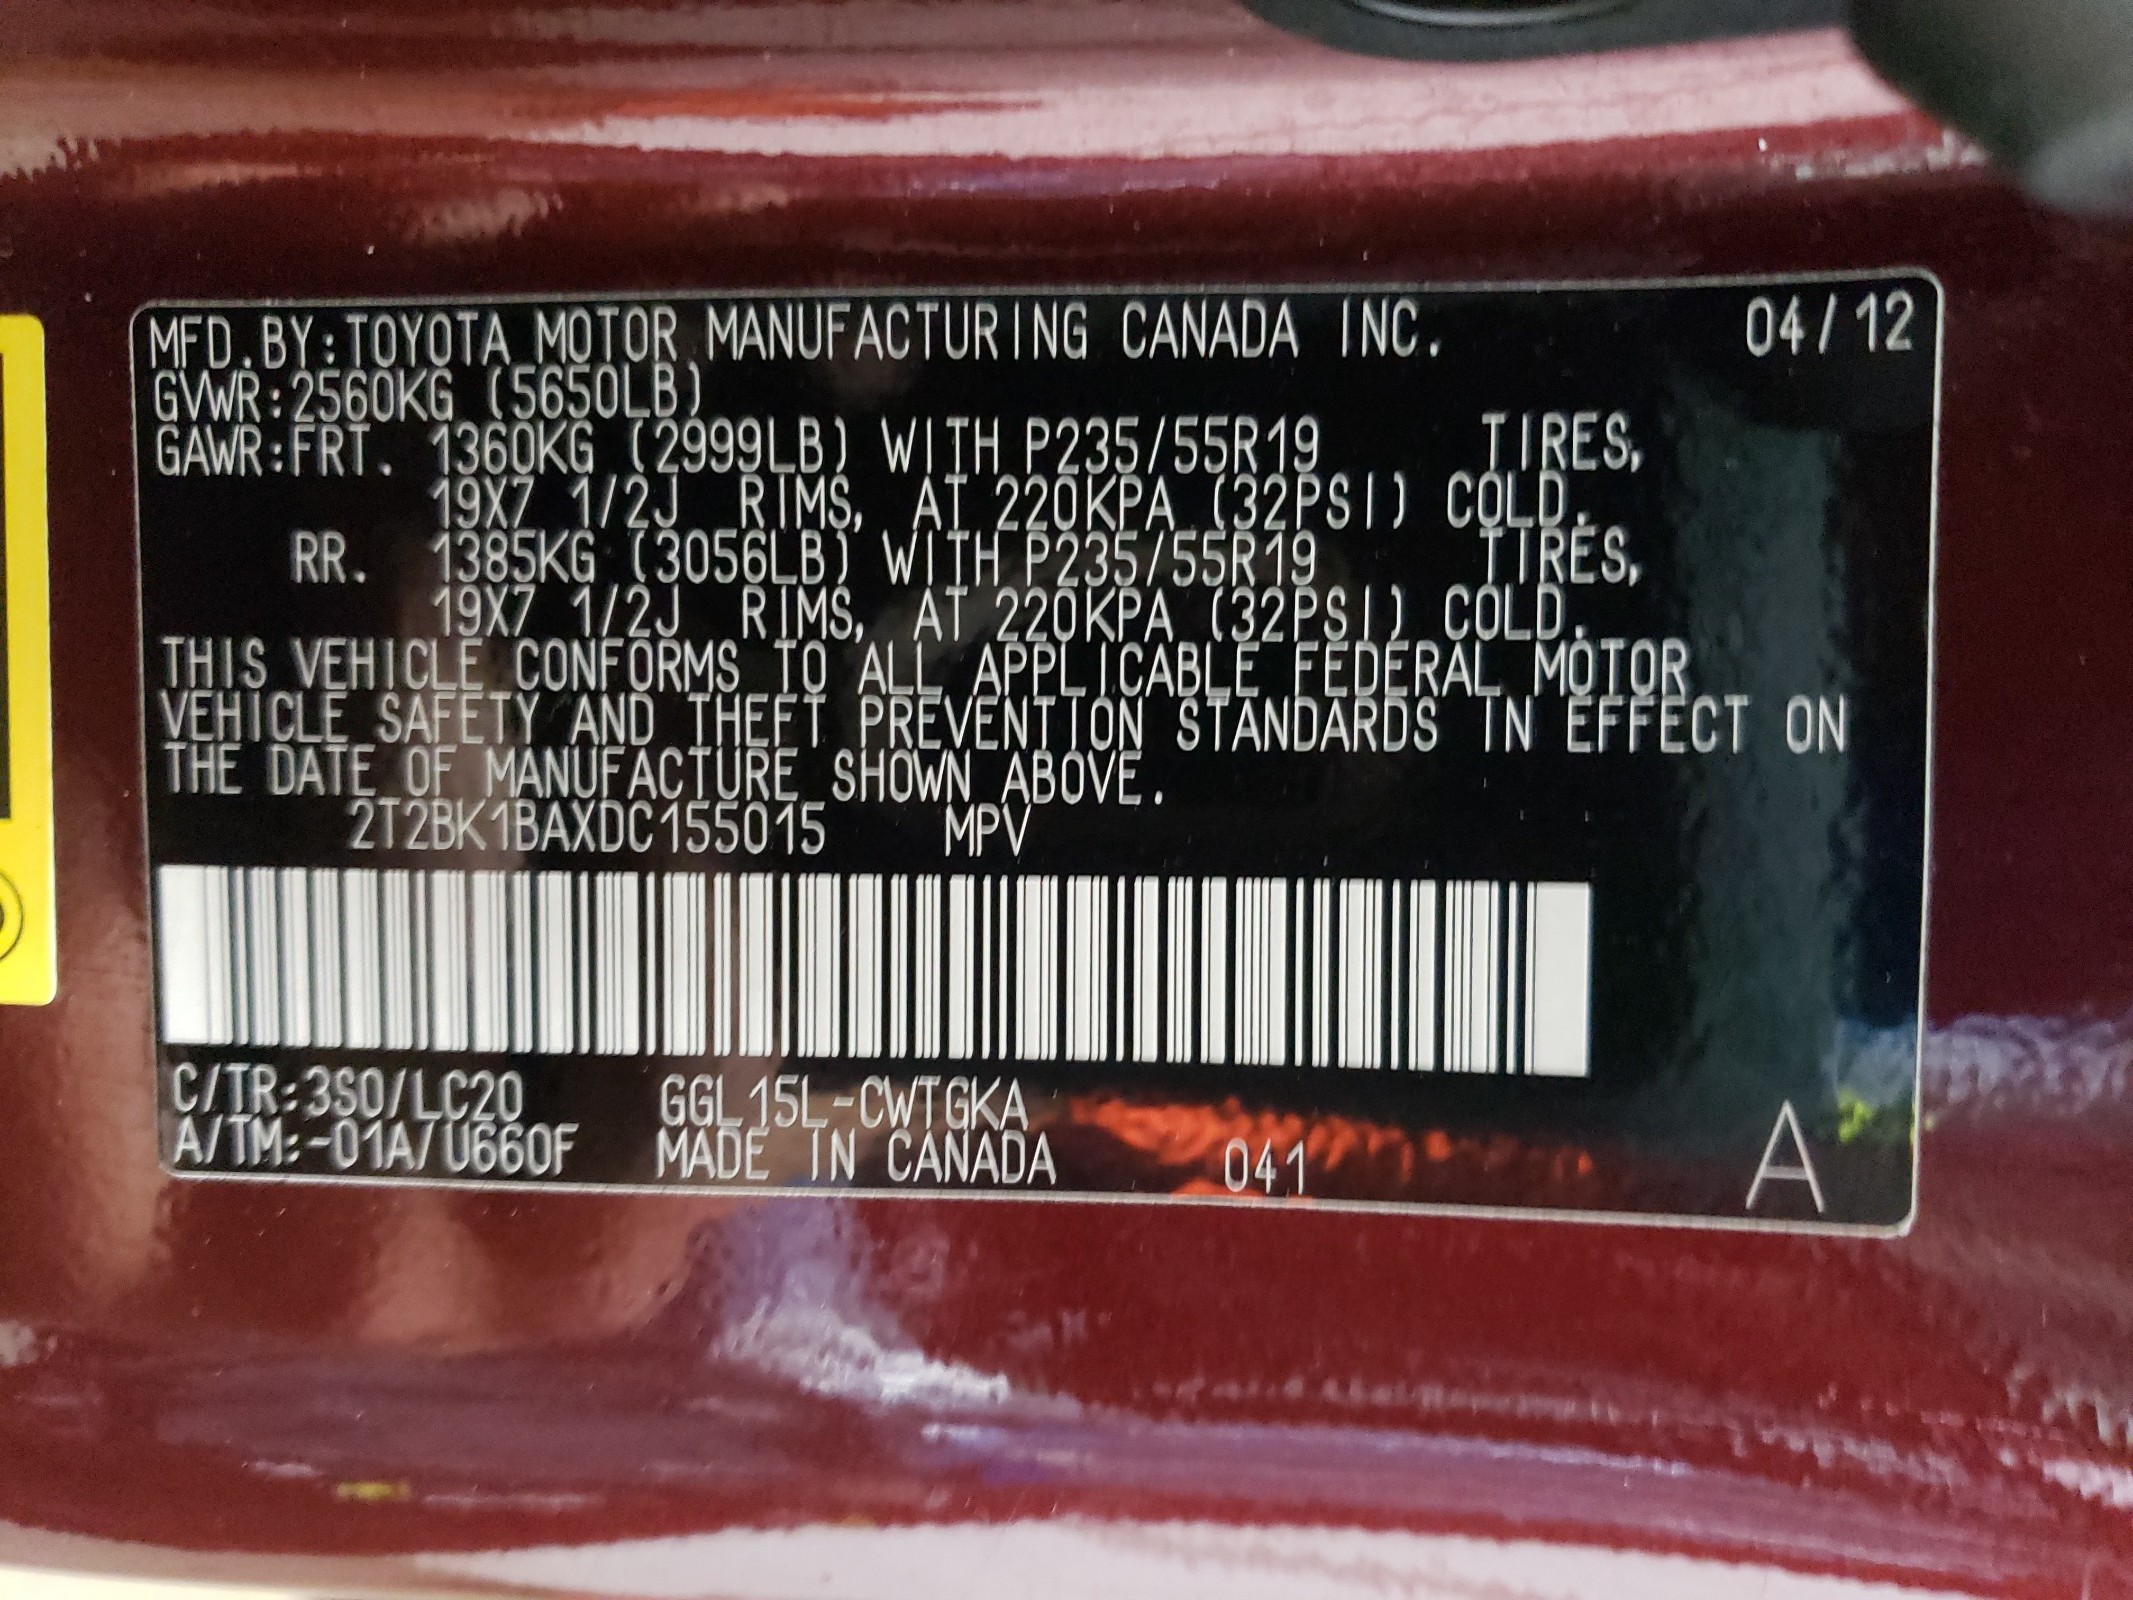 MFD.BY:TOYOTA MOTOR MANUFACTURING CANADA INC. 04/12
GVWR:2560KG (5650LB)
GAWR:FRT. 1360KG (2999LB) WITH P235/55R19 TIRES,
19X7 1/2J RIMS, AT 220KPA (32PSI) COLD.
RR. 1385KG (3056LB) WITH P235/55R19 TIRES,
19X7 1/2J RIMS, AT 220KPA (32PSI) COLD.
THIS VEHICLE CONFORMS TO ALL APPLICABLE FEDERAL MOTOR
VEHICLE SAFETY AND THEFT PREVENTION STANDARDS IN EFFECT ON
THE DATE OF MANUFACTURE SHOWN ABOVE.
2T2BK1BAXDC155015 MPV
C/TR:3S0/LC20 GGL15L-CWTGKA
A/TM:-01A/U660F MADE IN CANADA 041 A